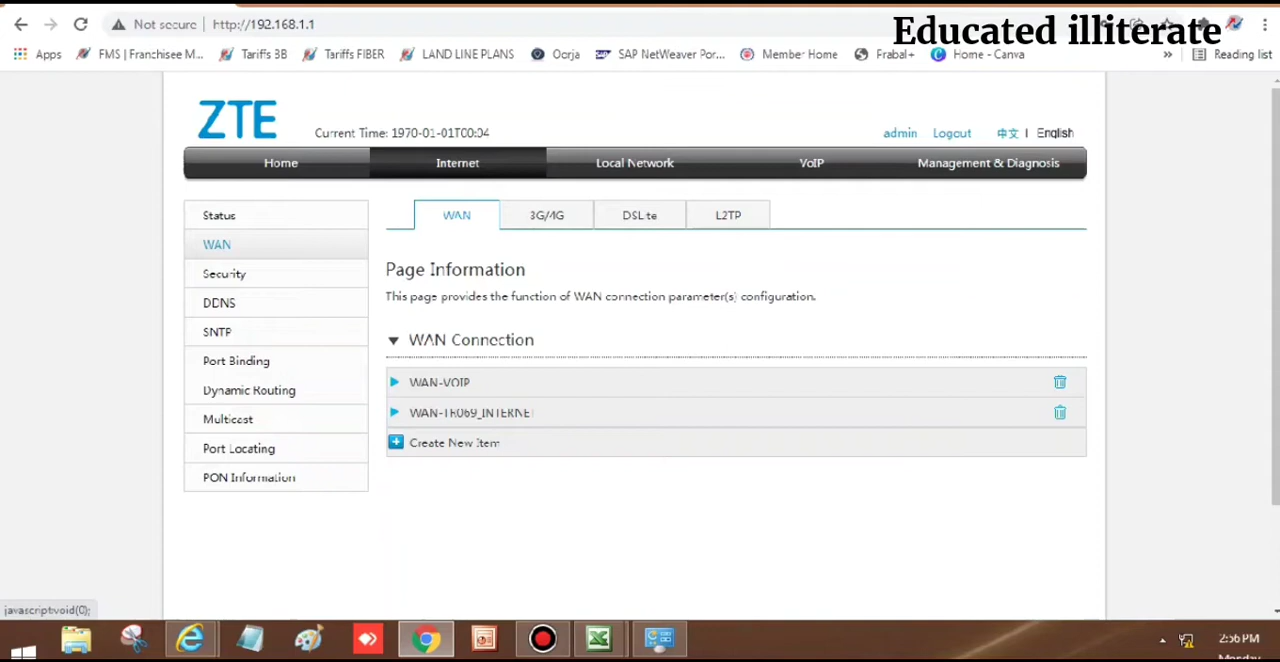 Not secure | http://192.168.1.1
Educated illiterate
Apps FMS | Franchisee M... Tariffs BB Tariffs FIBER LAND LINE PLANS Oorja SAP NetWeaver Por... Member Home Frabal+ Home - Canva » Reading list
ZTE
Current Time: 1970-01-01T00:04
admin Logout 中文 | English
Home Internet Local Network VoIP Management & Diagnosis
Status
WAN
Security
DDNS
SNTP
Port Binding
Dynamic Routing
Multicast
Port Locating
PON Information
WAN 3G/4G DSLite L2TP
Page Information
This page provides the function of WAN connection parameter(s) configuration.
WAN Connection
WAN-VOIP
WAN-TR069_INTERNET
Create New Item
javascript:void(0);
2:56 PM
Monday